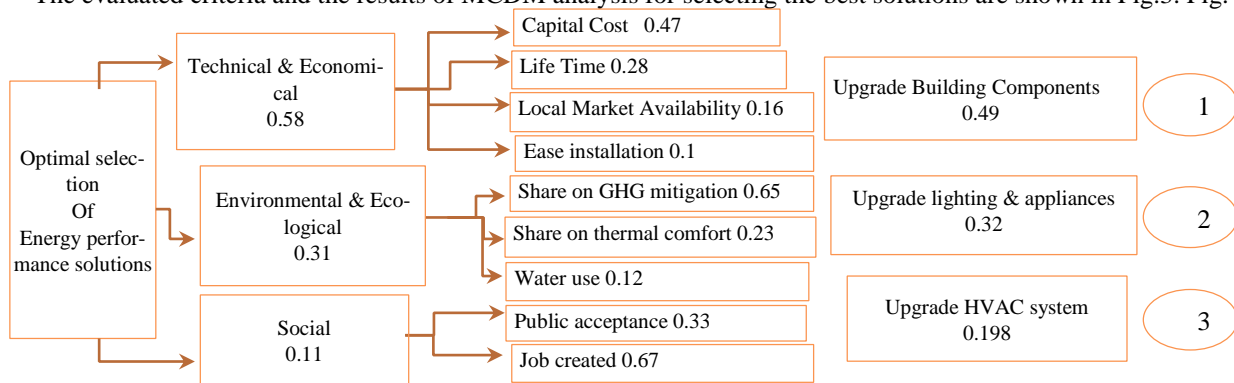 The evaluated criteria and the results of MCDM analysis for selecting the best solutions are shown in Fig.3. Fig.
Optimal selec-
tion
Of
Energy perfor-
mance solutions
Technical & Economi-
cal
0.58
Environmental & Eco-
logical
0.31
Social
0.11
Capital Cost 0.47
Life Time 0.28
Local Market Availability 0.16
Ease installation 0.1
Share on GHG mitigation 0.65
Share on thermal comfort 0.23
Water use 0.12
Public acceptance 0.33
Job created 0.67
Upgrade Building Components
0.49
1
Upgrade lighting & appliances
0.32
2
Upgrade HVAC system
0.198
3